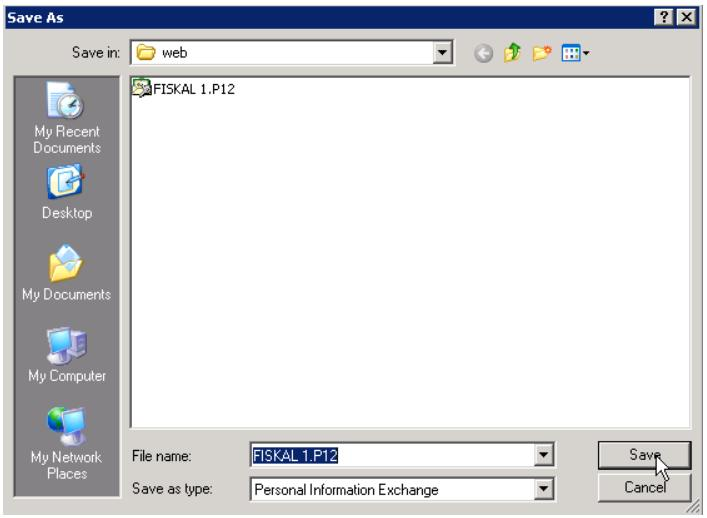 Save As
Save in:
web
FISKAL 1.P12
My Recent
Documents
Desktop
My Documents
My Computer
My Network
Places
File name:
FISKAL 1.P12
Save
Save as type:
Personal Information Exchange
Cancel